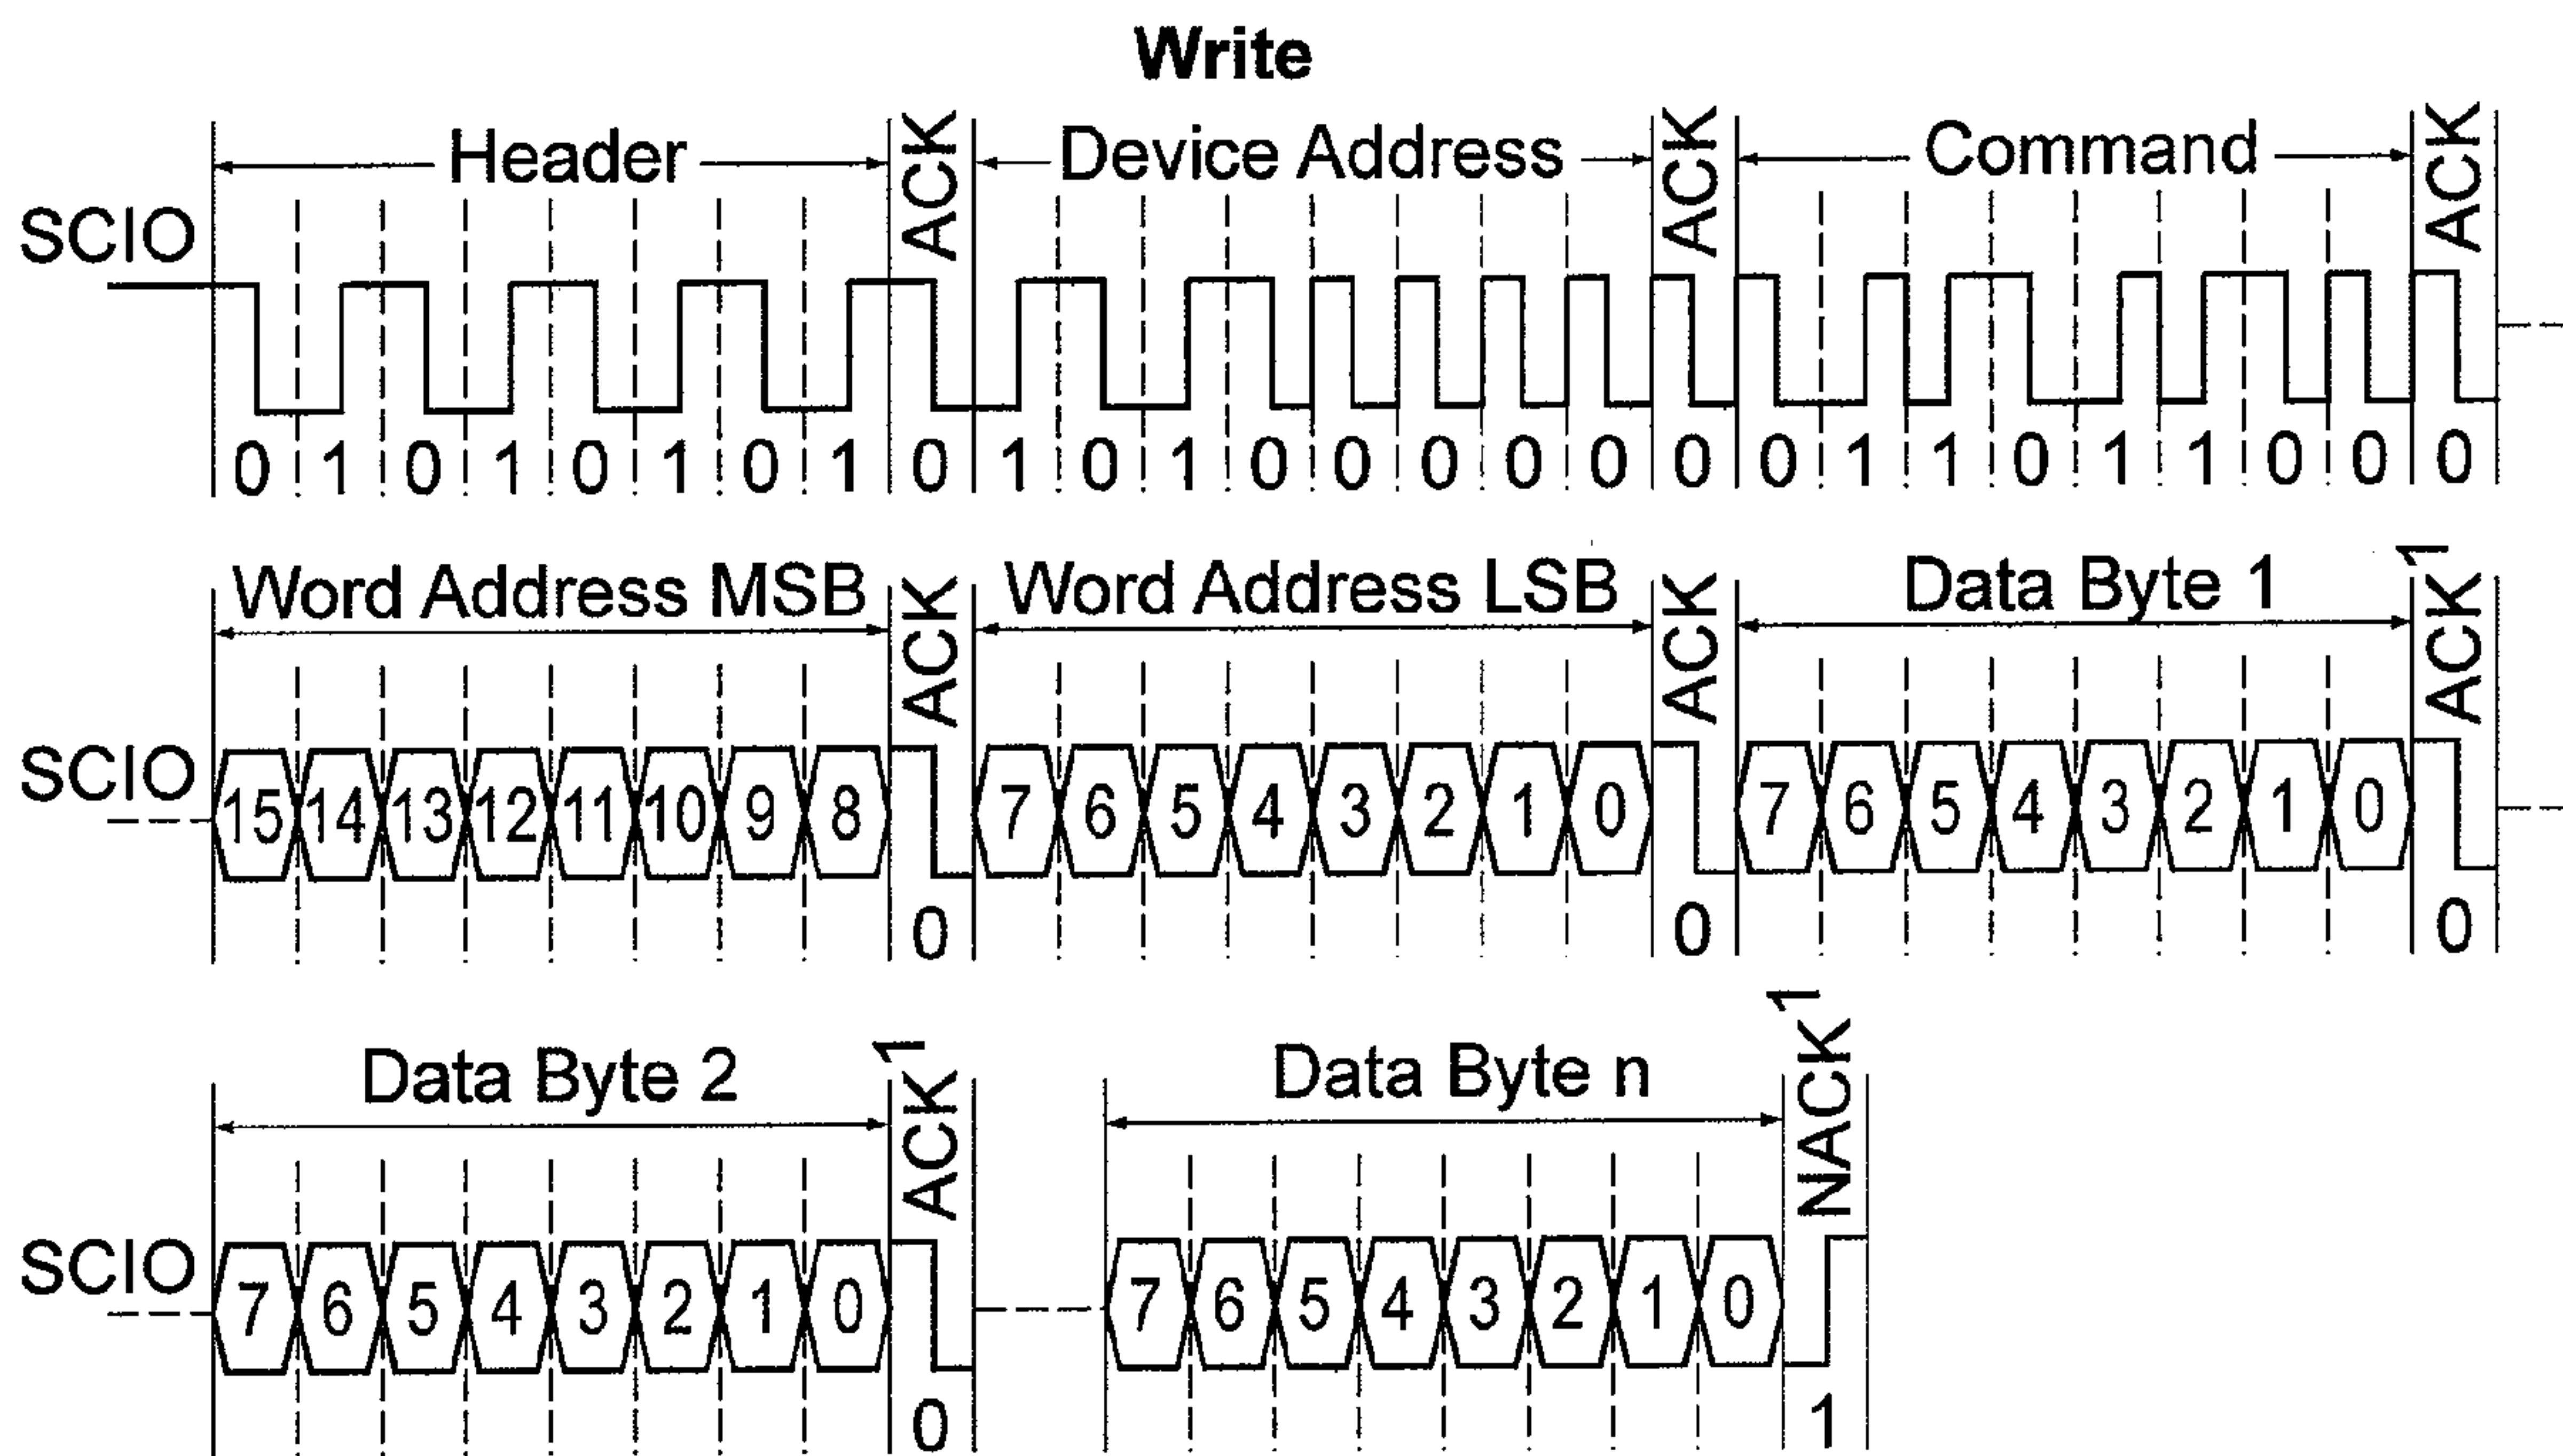 Write
Header ACK Device Address ACK Command ACK
SCIO
0 1 0 1 0 1 0 1 0 1 0 1 0 0 0 0 0 0 0 1 1 0 1 1 0 0 0
Word Address MSB ACK Word Address LSB ACK Data Byte 1 ACK¹
SCIO 15 14 13 12 11 10 9 8 7 6 5 4 3 2 1 0 7 6 5 4 3 2 1 0
0 0 0
Data Byte 2 ACK¹ Data Byte n NACK¹
SCIO 7 6 5 4 3 2 1 0 7 6 5 4 3 2 1 0
0 1